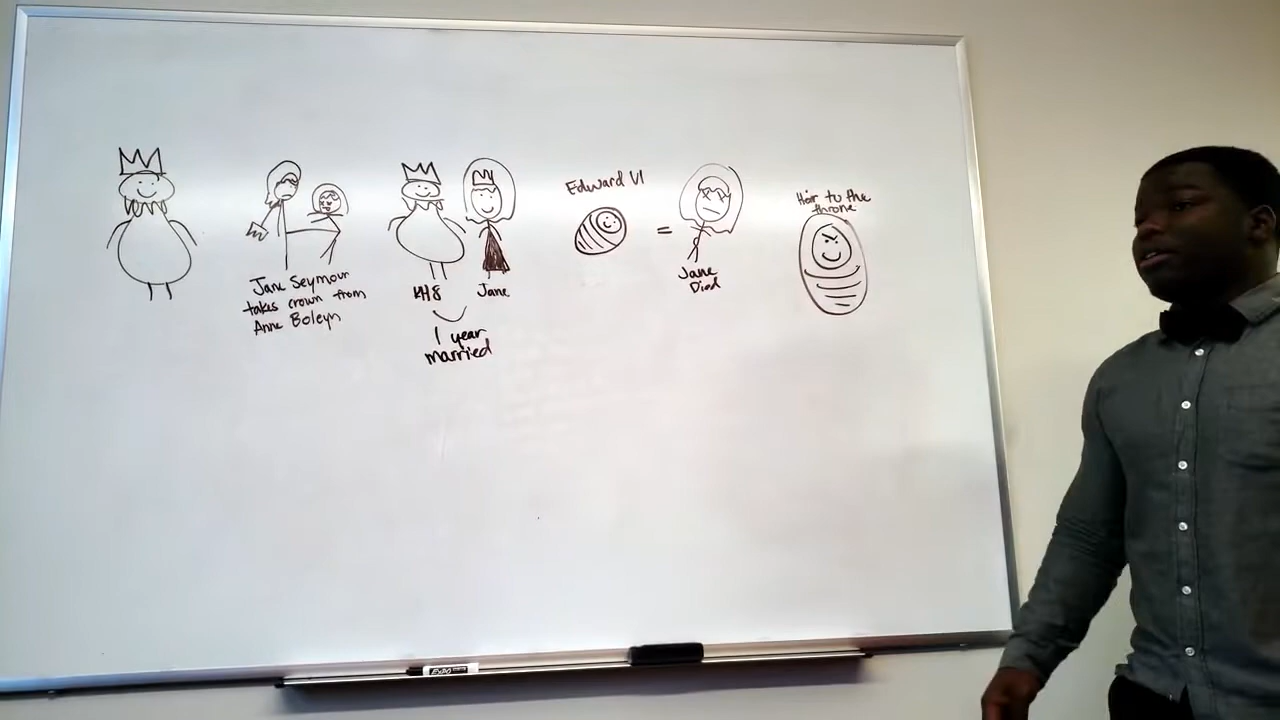 Jane Seymour
takes crown from
Anne Boleyn
KH8
Jane
1 year
married
Edward VI
=
Jane
Died
Heir to the
throne
EXPO